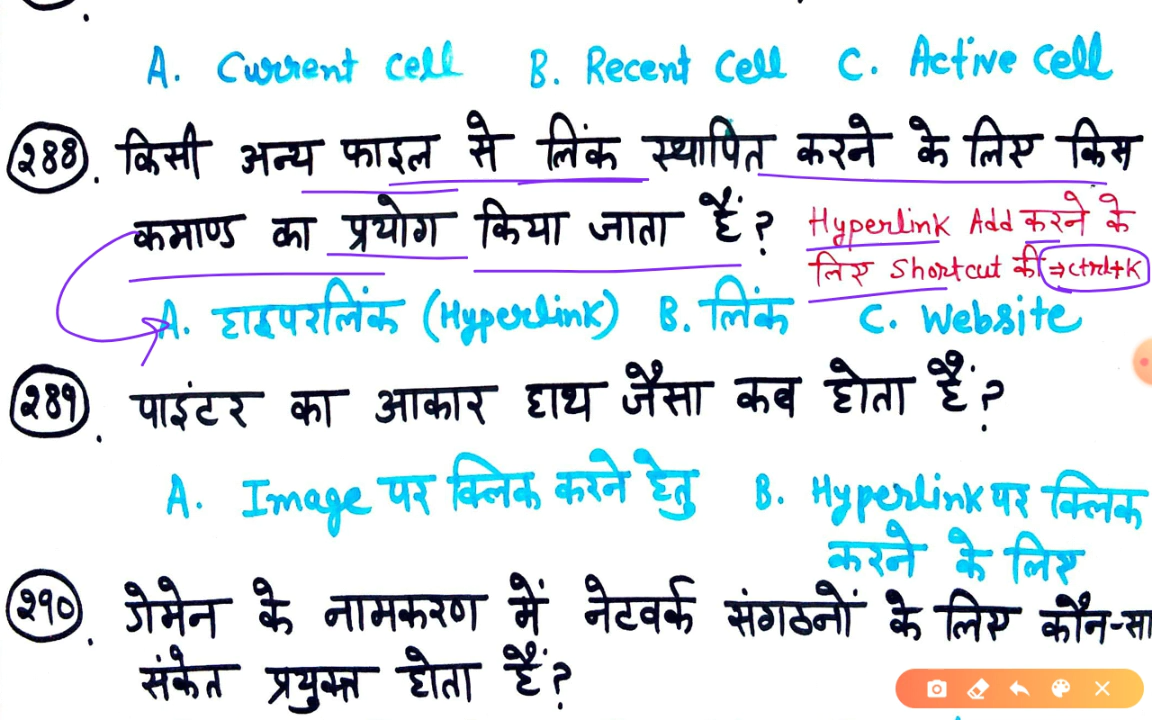 A. Current cell B. Recent Cell C. Active Cell
288. किसी अन्य फाइल से लिंक स्थापित करने के लिए किस
कमाण्ड का प्रयोग किया जाता हैं?
Hyperlink Add करने के
लिए Shortcut की ⇒ctrl+K
A. हाइपरलिंक (Hyperlink) B. लिंक C. Website
289. पाइंटर का आकार हाथ जैसा कब होता हैं?
A. Image पर क्लिक करने हेतु B. Hyperlink पर क्लिक
करने के लिए
290. गेमेन के नामकरण में नेटवर्क संगठनों के लिए कौन-सा
संकेत प्रयुक्त होता हैं?